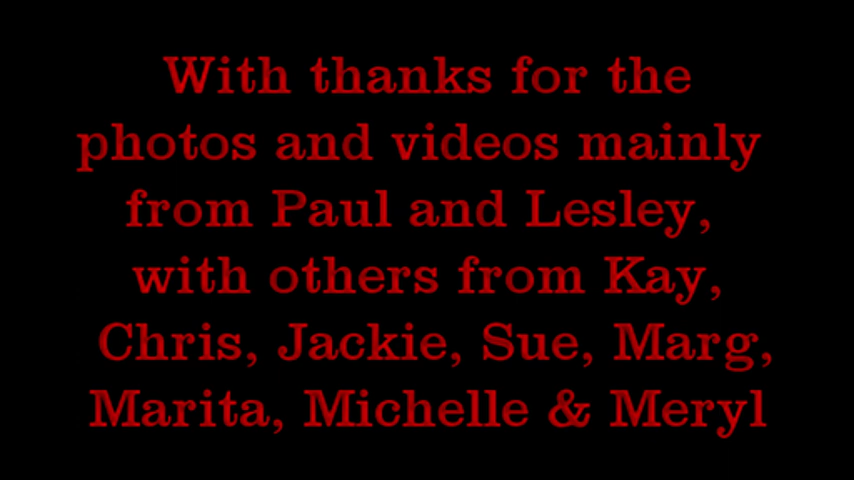 With thanks for the
photos and videos mainly
from Paul and Lesley,
with others from Kay,
Chris, Jackie, Sue, Marg,
Marita, Michelle & Meryl